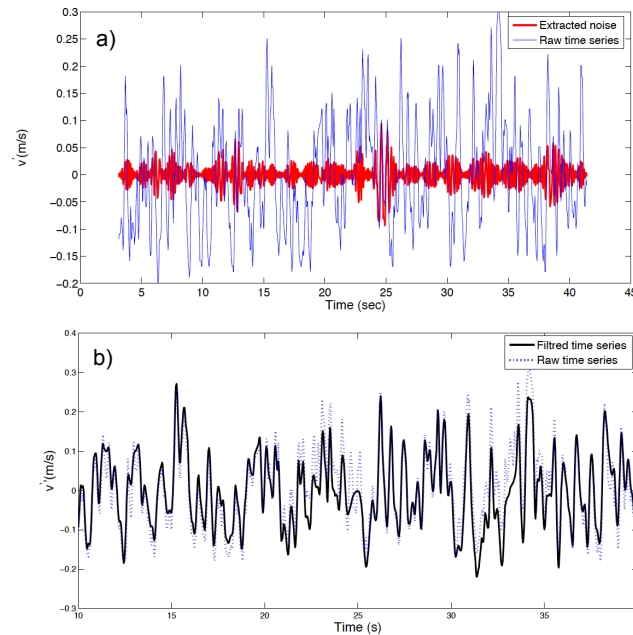 a)
Extracted noise
Raw time series
0.3
0.25
0.2
0.15
0.1
0.05
0
−0.05
−0.1
−0.15
−0.2
v' (m/s)
0 5 10 15 20 25 30 35 40 45
Time (sec)
b)
Filtred time series
Raw time series
0.4
0.3
0.2
0.1
0
−0.1
−0.2
−0.3
v' (m/s)
10 15 20 25 30 35
Time (s)